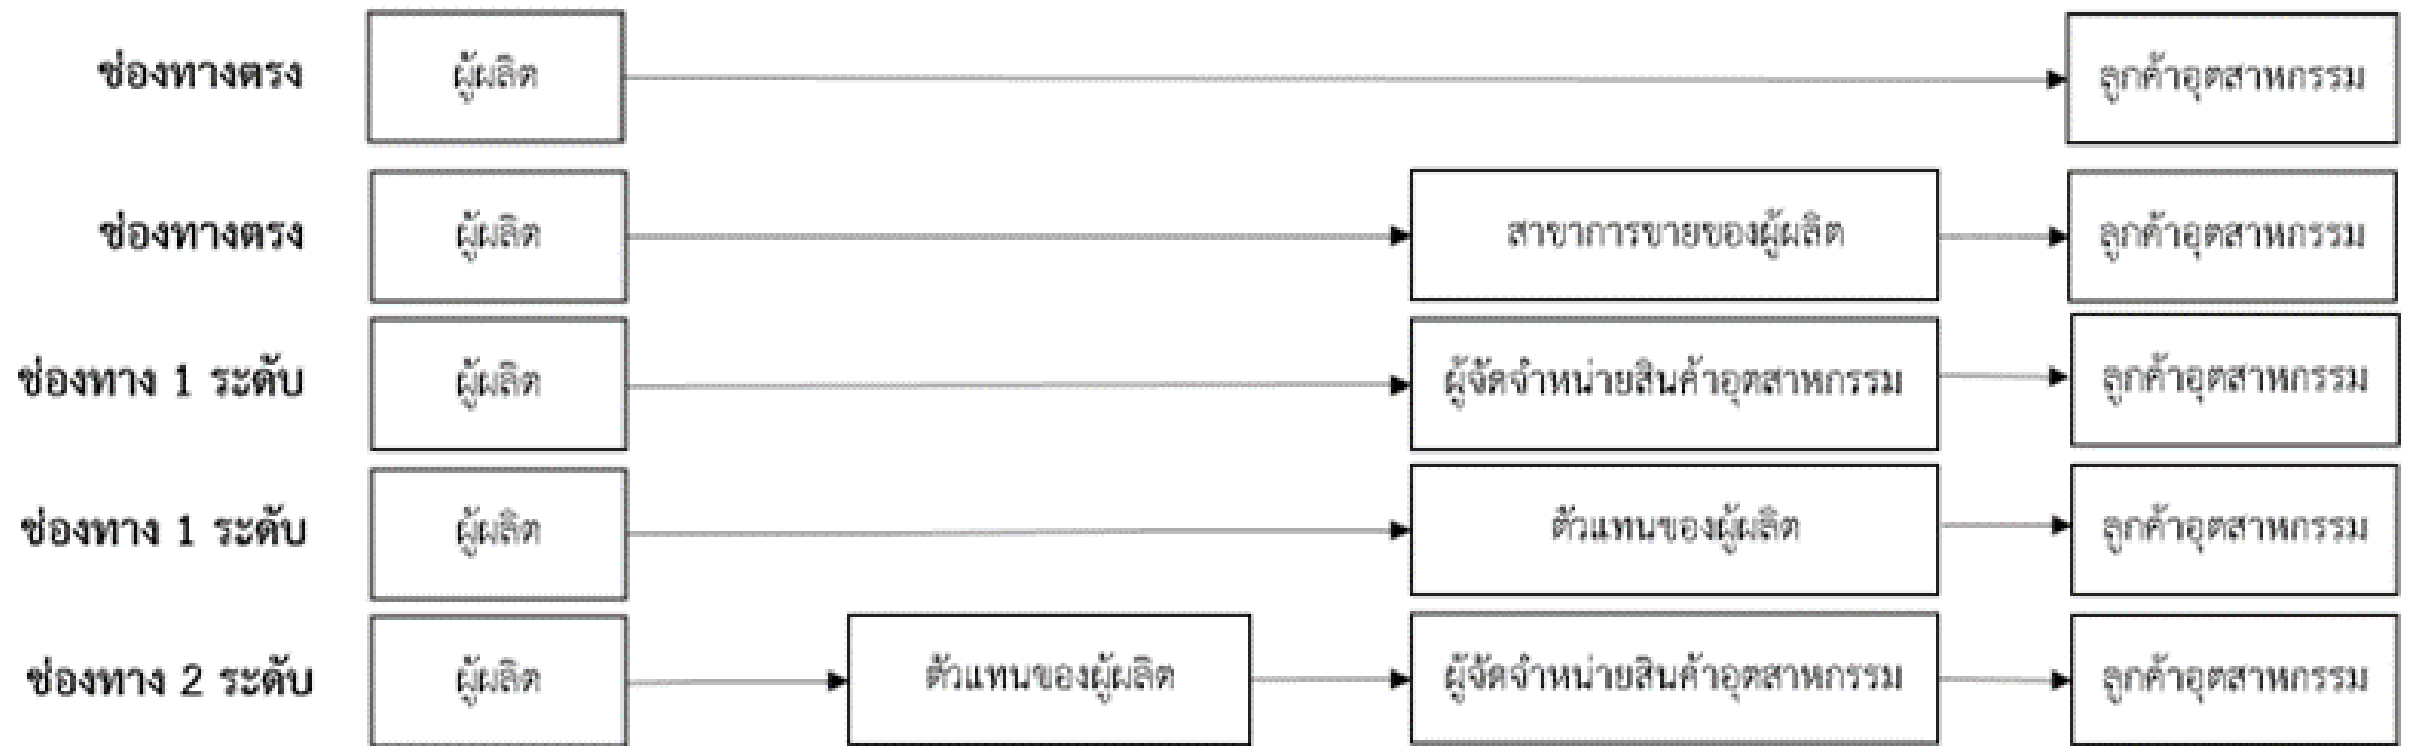 ช่องทางตรง ผู้ผลิต ลูกค้าอุตสาหกรรม
ช่องทางตรง ผู้ผลิต สาขาการขายของผู้ผลิต ลูกค้าอุตสาหกรรม
ช่องทาง 1 ระดับ ผู้ผลิต ผู้จัดจำหน่ายสินค้าอุตสาหกรรม ลูกค้าอุตสาหกรรม
ช่องทาง 1 ระดับ ผู้ผลิต ตัวแทนของผู้ผลิต ลูกค้าอุตสาหกรรม
ช่องทาง 2 ระดับ ผู้ผลิต ตัวแทนของผู้ผลิต ผู้จัดจำหน่ายสินค้าอุตสาหกรรม ลูกค้าอุตสาหกรรม